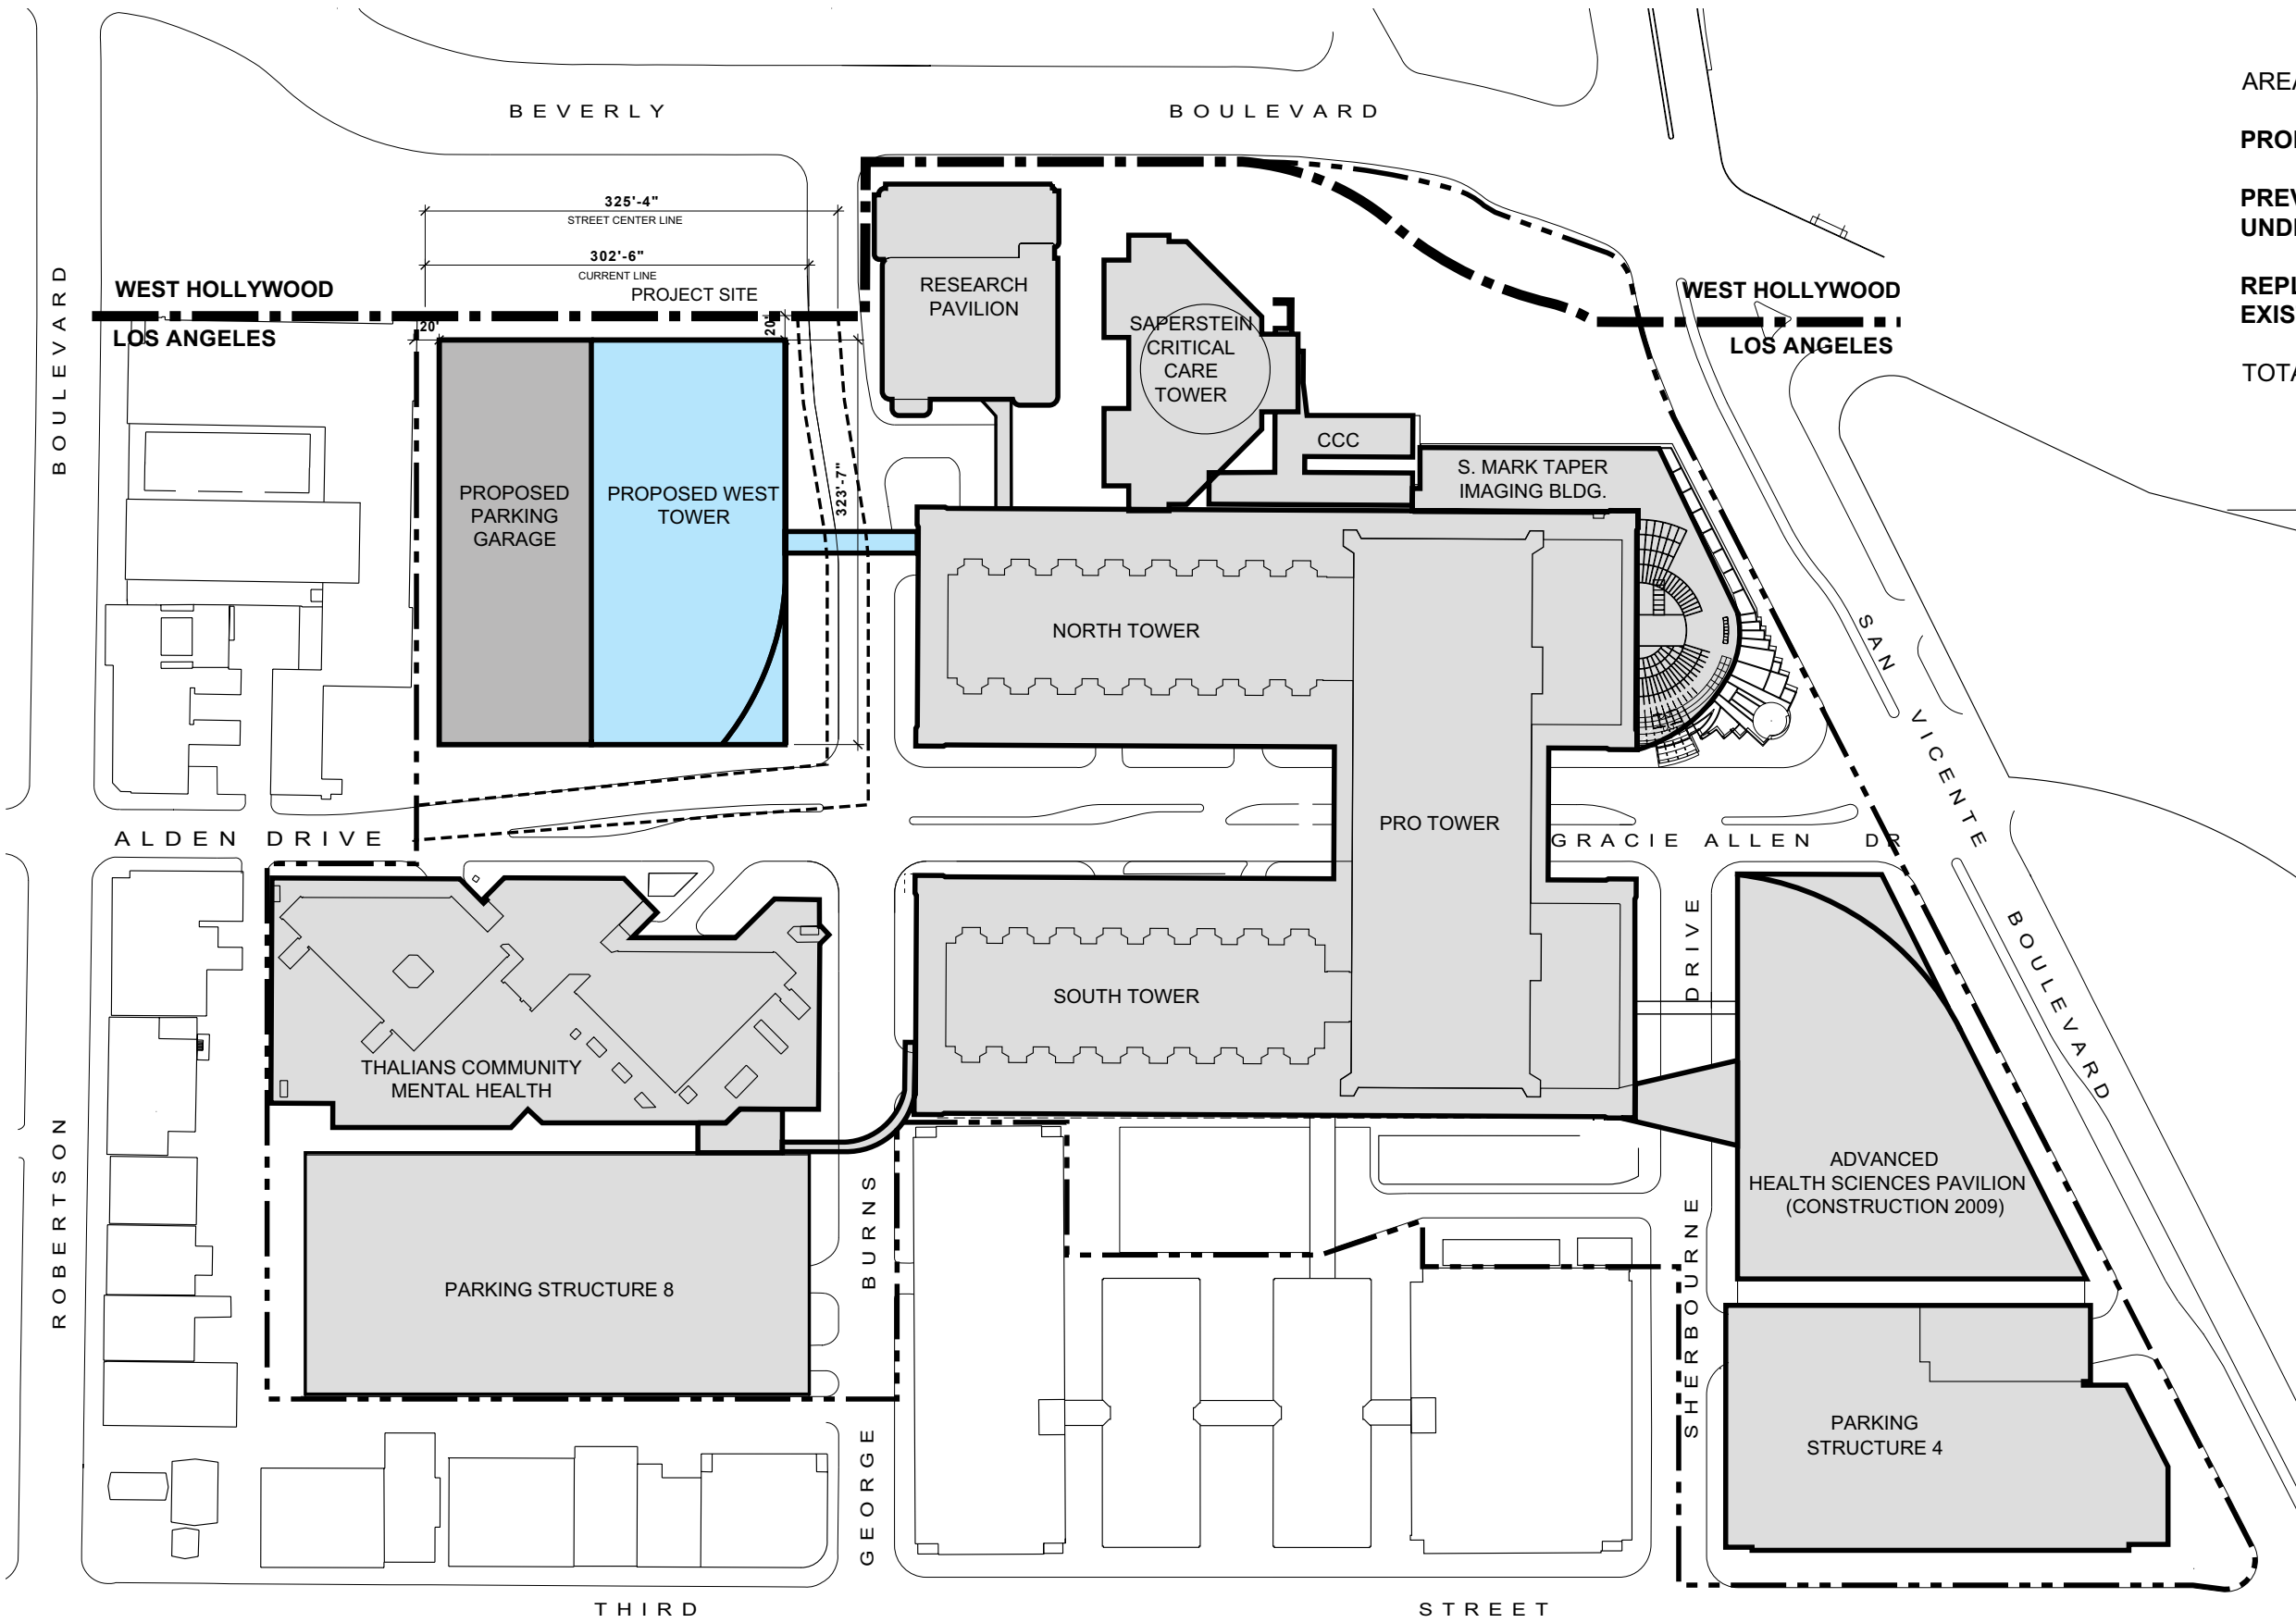 BEVERLY BOULEVARD
AREA
PROP
PREV
UNDE
REPL
EXIS
TOTA
325'-4"
STREET CENTER LINE
302'-6"
CURRENT LINE
PROJECT SITE
WEST HOLLYWOOD
LOS ANGELES
20'
20'
323'-7"
WEST HOLLYWOOD
LOS ANGELES
RESEARCH
PAVILION
SAPERSTEIN
CRITICAL
CARE
TOWER
CCC
S. MARK TAPER
IMAGING BLDG.
PROPOSED
PARKING
GARAGE
PROPOSED WEST
TOWER
NORTH TOWER
PRO TOWER
SOUTH TOWER
ALDEN DRIVE
GRACIE ALLEN DR
SAN VICENTE BOULEVARD
THALIANS COMMUNITY
MENTAL HEALTH
PARKING STRUCTURE 8
ADVANCED
HEALTH SCIENCES PAVILION
(CONSTRUCTION 2009)
PARKING
STRUCTURE 4
ROBERTSON BOULEVARD
GEORGE BURNS
SHERBOURNE DRIVE
THIRD STREET